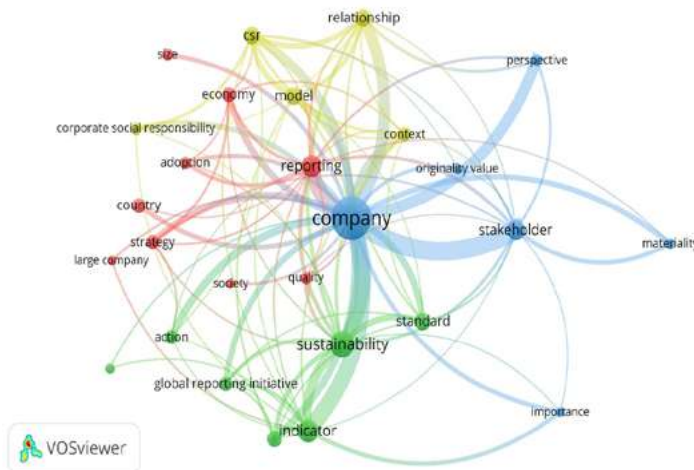 relationship
csr
size
perspective
economy
model
corporate social responsibility
context
adoption
reporting
originality value
country
company
stakeholder
strategy
materiality
large company
society
quality
standard
action
sustainability
global reporting initiative
importance
indicator
VOSviewer